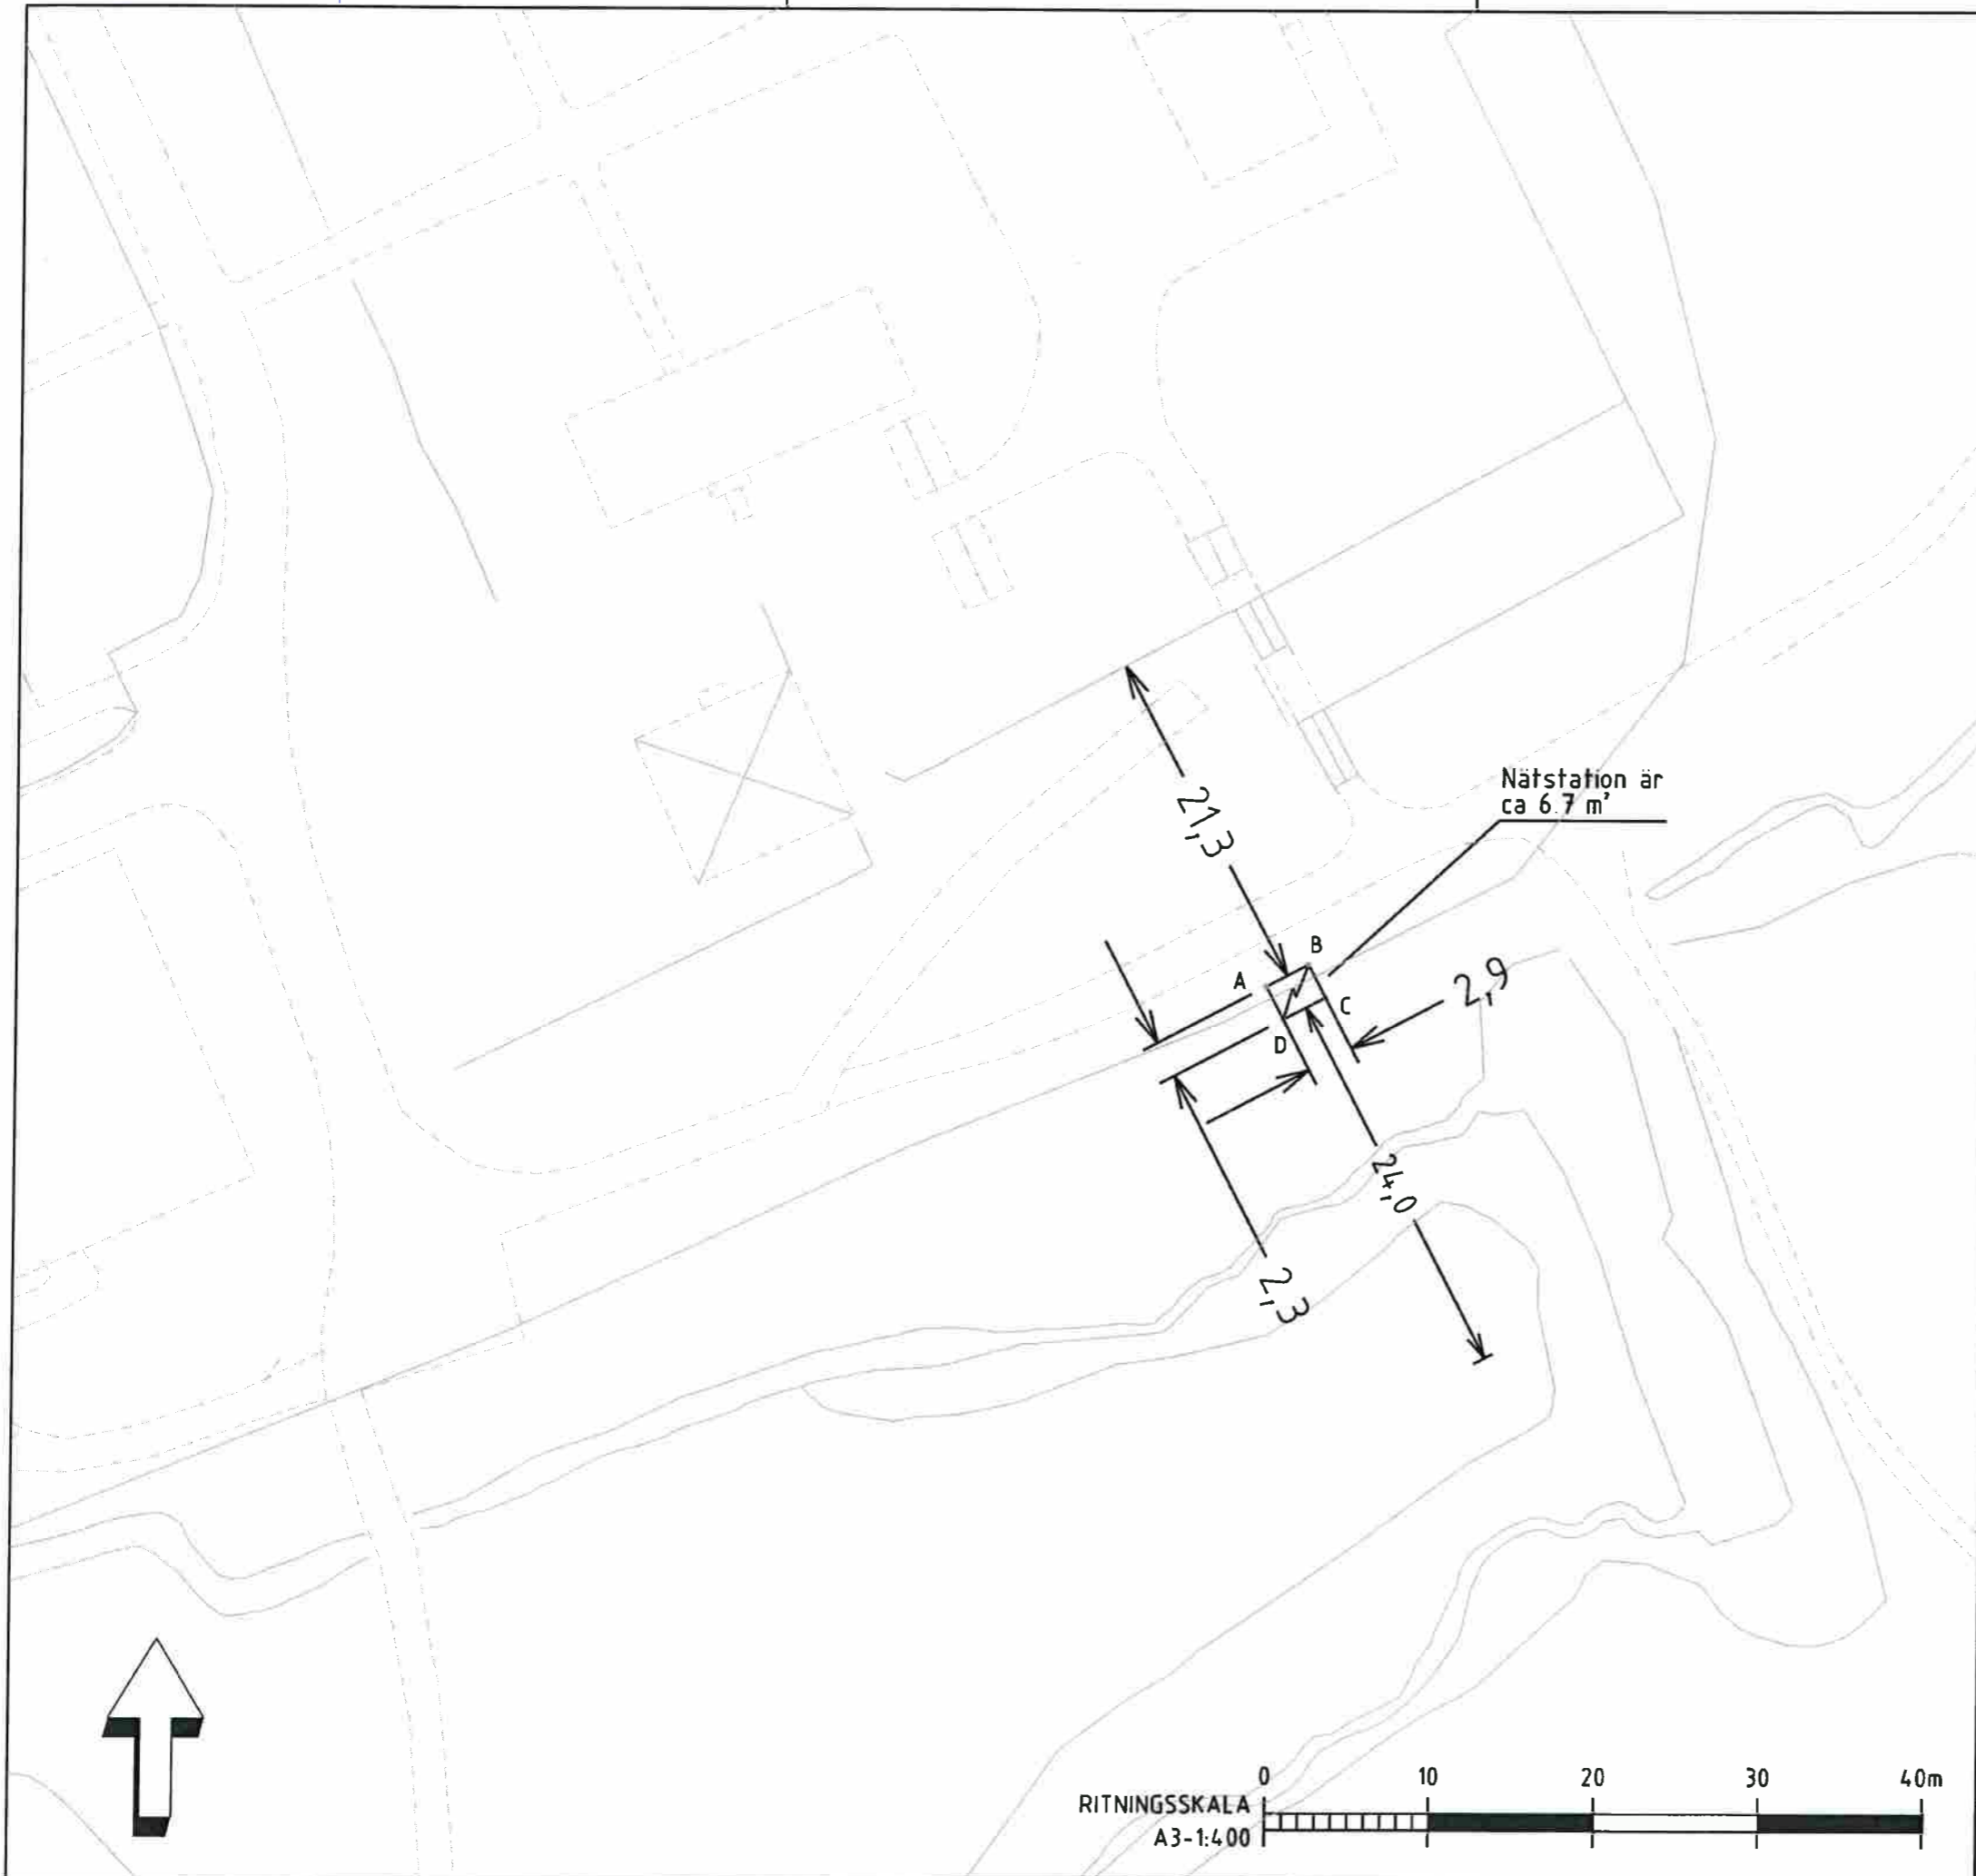 21,3
Nätstation är
ca 6.7 m²
B
A
2,9
C
D
24,0
2,3
0 10 20 30 40m
RITNINGSSKALA
A3-1:400